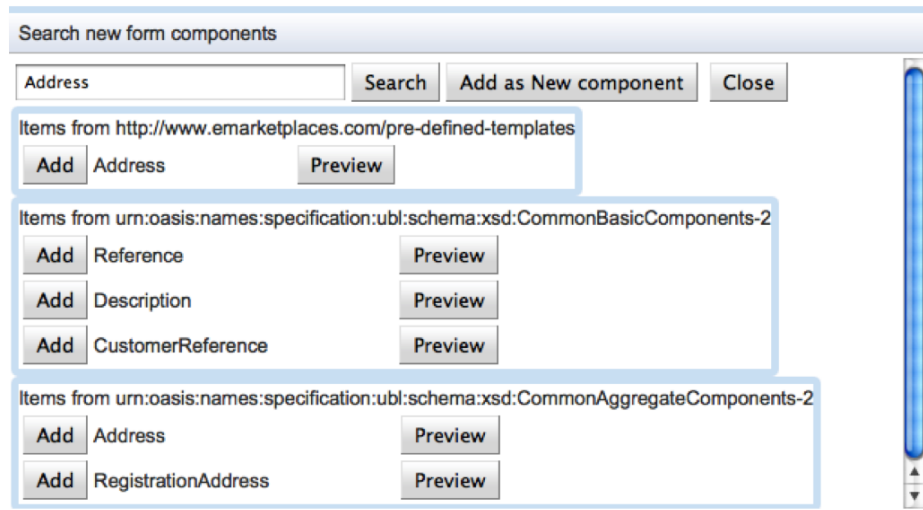 Search new form components
Address Search Add as New component Close
Items from http://www.emarketplaces.com/pre-defined-templates
Add Address Preview
Items from urn:oasis:names:specification:ubl:schema:xsd:CommonBasicComponents-2
Add Reference Preview
Add Description Preview
Add CustomerReference Preview
Items from urn:oasis:names:specification:ubl:schema:xsd:CommonAggregateComponents-2
Add Address Preview
Add RegistrationAddress Preview